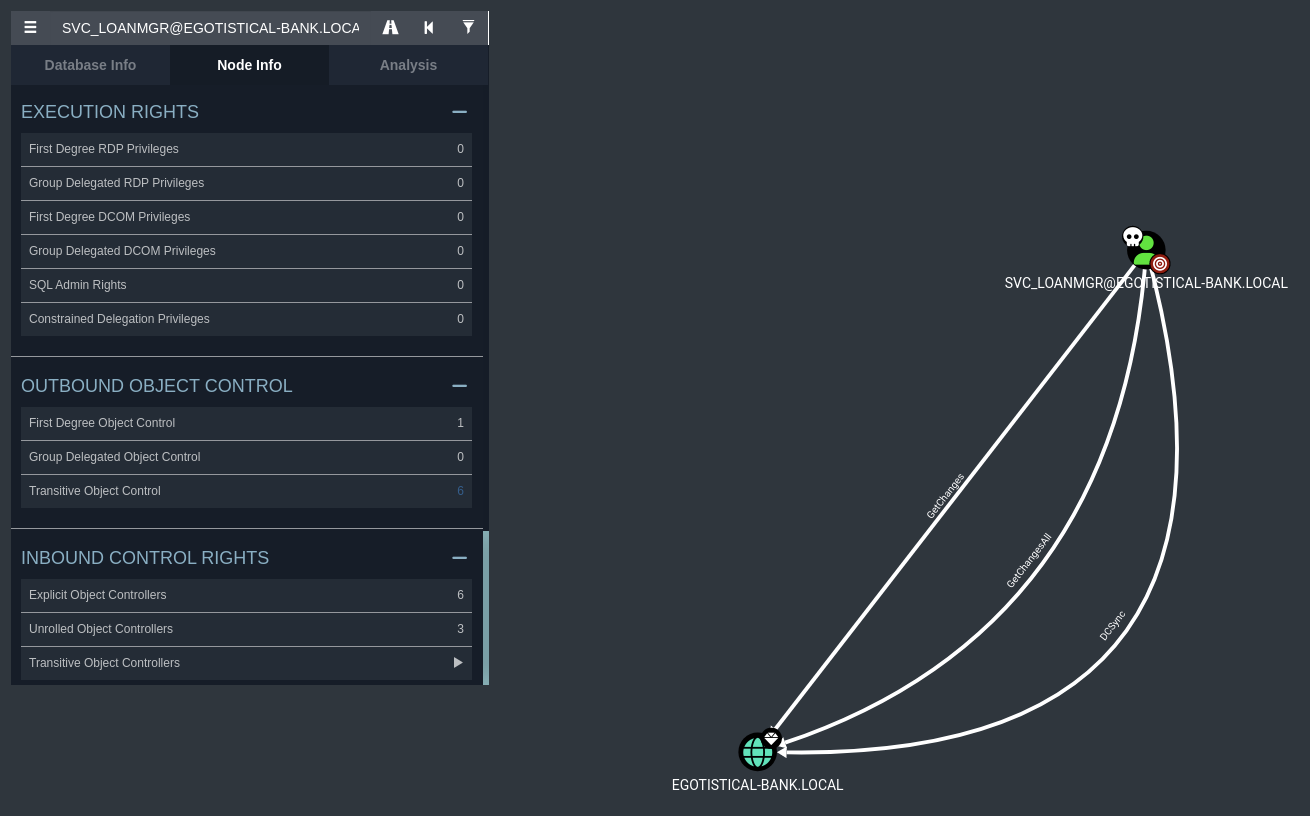 SVC_LOANMGR@EGOTISTICAL-BANK.LOCA
Database Info Node Info Analysis
EXECUTION RIGHTS
First Degree RDP Privileges 0
Group Delegated RDP Privileges 0
First Degree DCOM Privileges 0
Group Delegated DCOM Privileges 0
SQL Admin Rights 0
Constrained Delegation Privileges 0
OUTBOUND OBJECT CONTROL
First Degree Object Control 1
Group Delegated Object Control 0
Transitive Object Control 6
INBOUND CONTROL RIGHTS
Explicit Object Controllers 6
Unrolled Object Controllers 3
Transitive Object Controllers
SVC_LOANMGR@EGOTISTICAL-BANK.LOCAL
GetChanges
GetChangesAll
DCSync
EGOTISTICAL-BANK.LOCAL